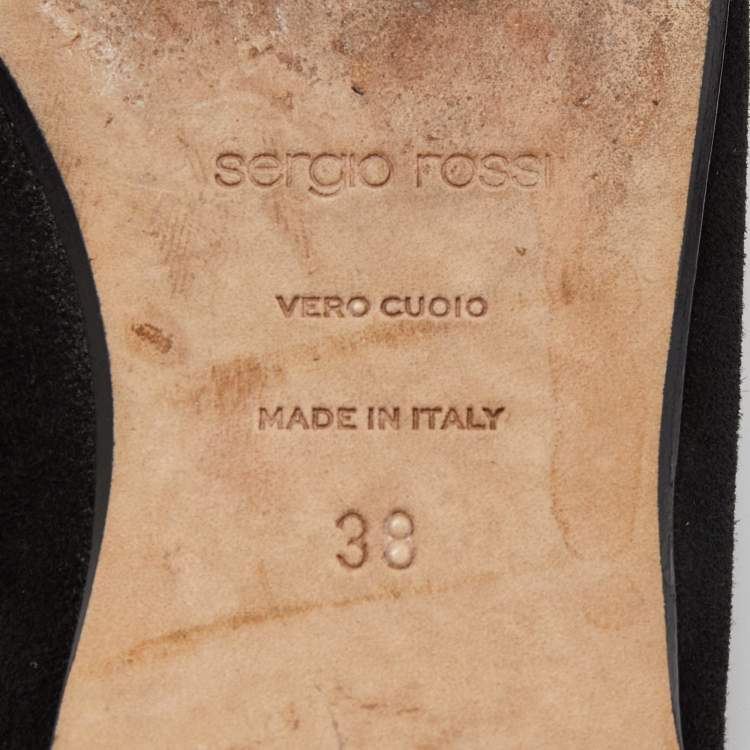 sergio rossi
VERO CUOIO
MADE IN ITALY
38